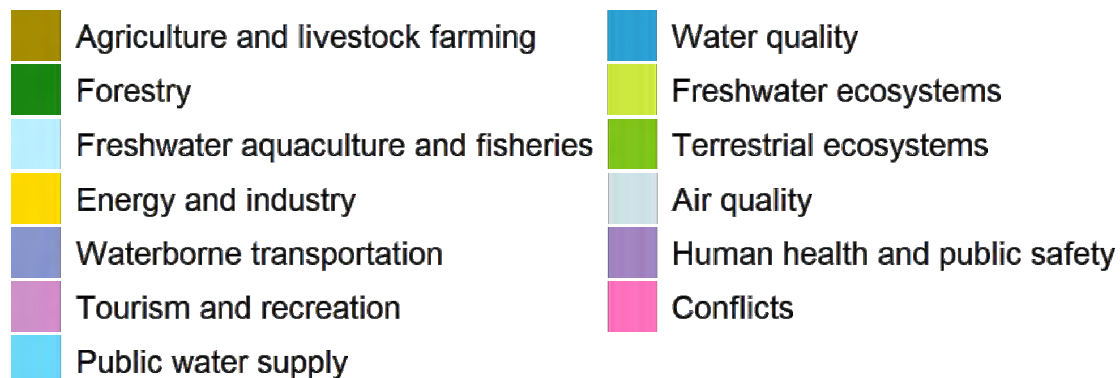 Agriculture and livestock farming
Forestry
Freshwater aquaculture and fisheries
Energy and industry
Waterborne transportation
Tourism and recreation
Public water supply
Water quality
Freshwater ecosystems
Terrestrial ecosystems
Air quality
Human health and public safety
Conflicts